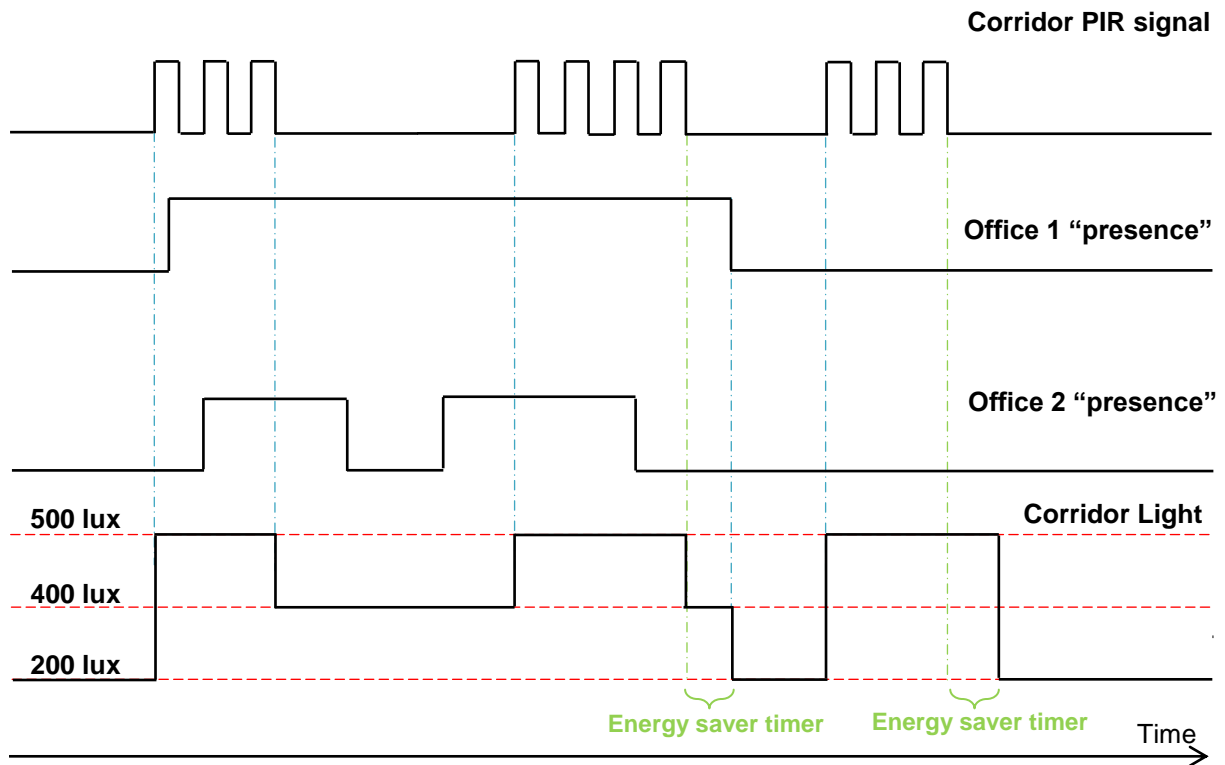 Corridor PIR signal
Office 1 “presence”
Office 2 “presence”
500 lux
Corridor Light
400 lux
200 lux
Energy saver timer
Energy saver timer
Time